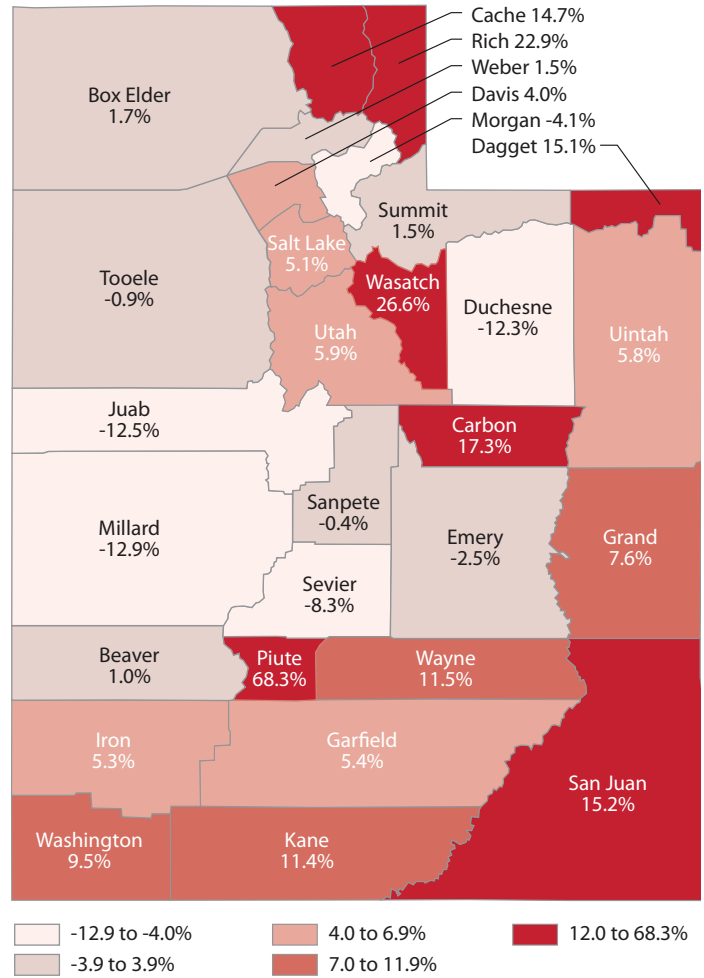 Cache 14.7%
Rich 22.9%
Weber 1.5%
Davis 4.0%
Morgan -4.1%
Dagget 15.1%
Box Elder
1.7%
Summit
1.5%
Salt Lake
5.1%
Tooele
-0.9%
Wasatch
26.6%
Duchesne
-12.3%
Uintah
5.8%
Utah
5.9%
Juab
-12.5%
Carbon
17.3%
Sanpete
-0.4%
Millard
-12.9%
Emery
-2.5%
Grand
7.6%
Sevier
-8.3%
Beaver
1.0%
Piute
68.3%
Wayne
11.5%
Iron
5.3%
Garfield
5.4%
San Juan
15.2%
Washington
9.5%
Kane
11.4%
-12.9 to -4.0%
4.0 to 6.9%
12.0 to 68.3%
-3.9 to 3.9%
7.0 to 11.9%